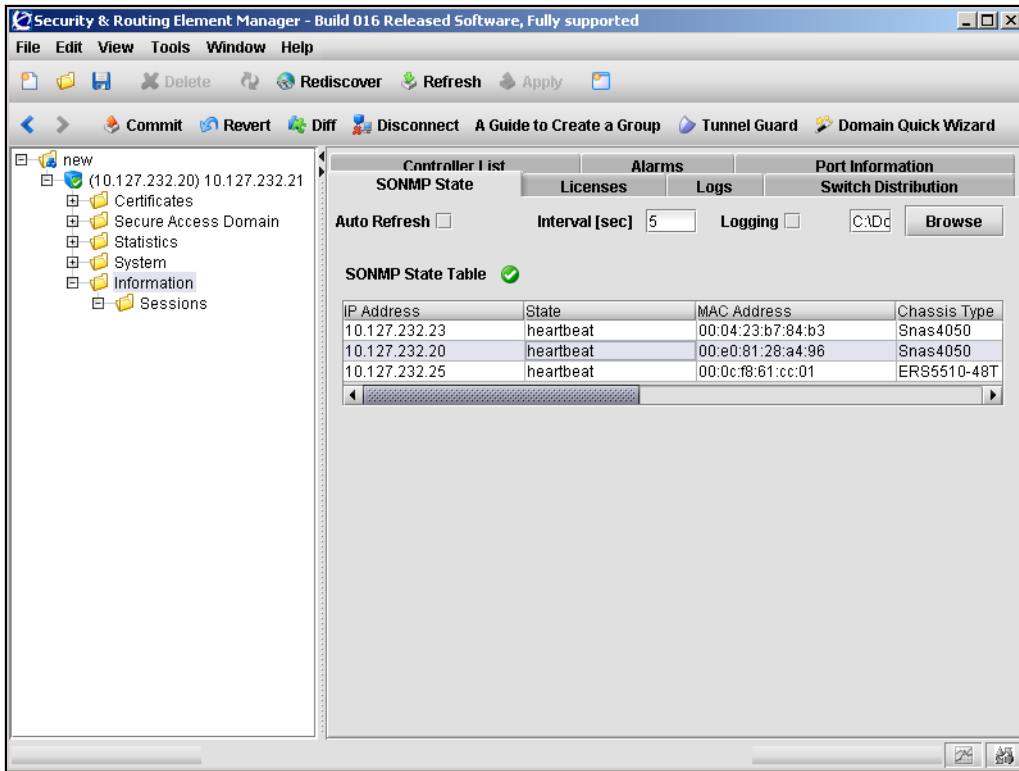 Security & Routing Element Manager - Build 016 Released Software, Fully supported
File Edit View Tools Window Help
Delete Rediscover Refresh Apply
Commit Revert Diff Disconnect A Guide to Create a Group Tunnel Guard Domain Quick Wizard
new
(10.127.232.20) 10.127.232.21
Certificates
Secure Access Domain
Statistics
System
Information
Sessions
Controller List Alarms Port Information
SONMP State Licenses Logs Switch Distribution
Auto Refresh Interval [sec] 5 Logging C:\Dc Browse
SONMP State Table
IP Address State MAC Address Chassis Type
10.127.232.23 heartbeat 00:04:23:b7:84:b3 Snas4050
10.127.232.20 heartbeat 00:e0:81:28:a4:96 Snas4050
10.127.232.25 heartbeat 00:0c:f8:61:cc:01 ERS5510-48T